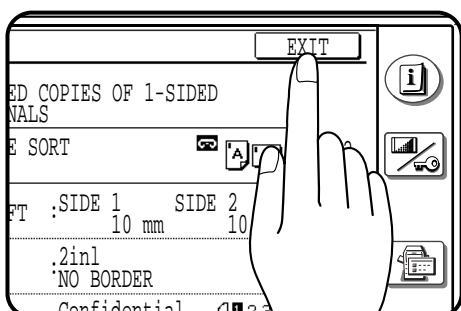 EXIT
ED COPIES OF 1-SIDED
NALS
E SORT
A
FT :SIDE 1 SIDE 2
10 mm 10
:2in1
NO BORDER
Confidential